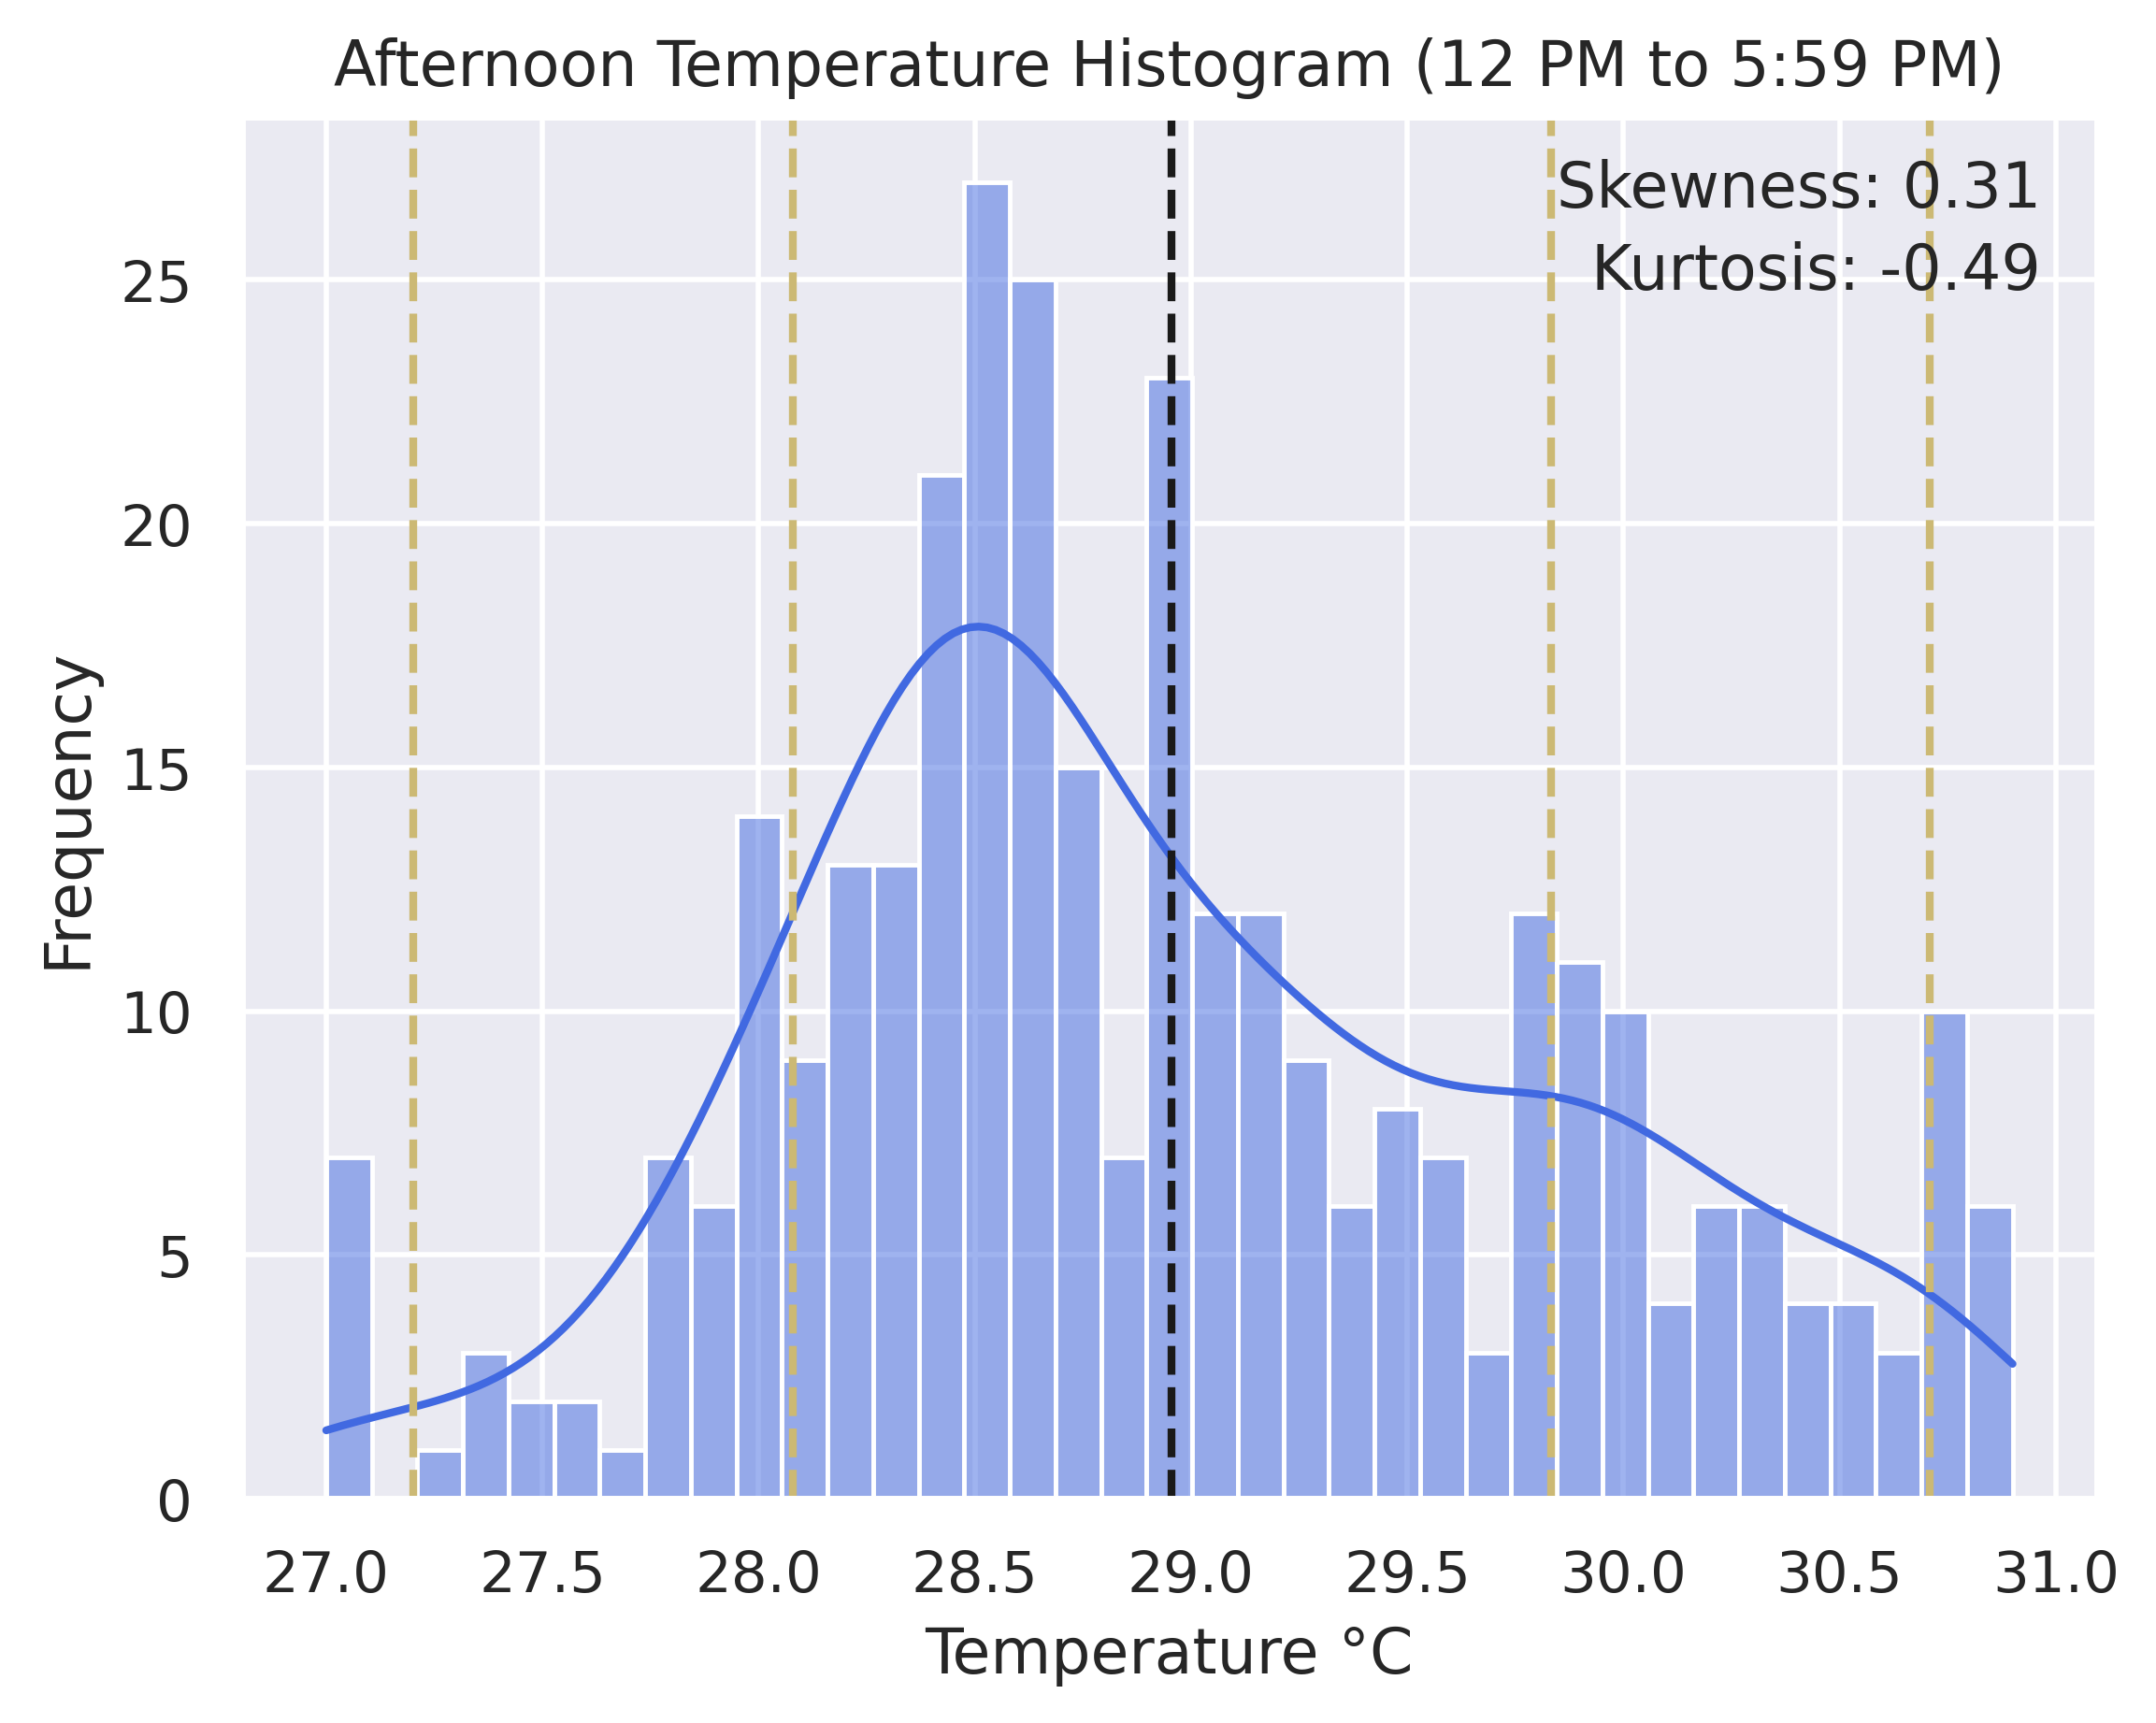 Afternoon Temperature Histogram (12 PM to 5:59 PM)
Skewness: 0.31
Kurtosis: -0.49
Frequency
25
20
15
10
5
0
27.0 27.5 28.0 28.5 29.0 29.5 30.0 30.5 31.0
Temperature °C